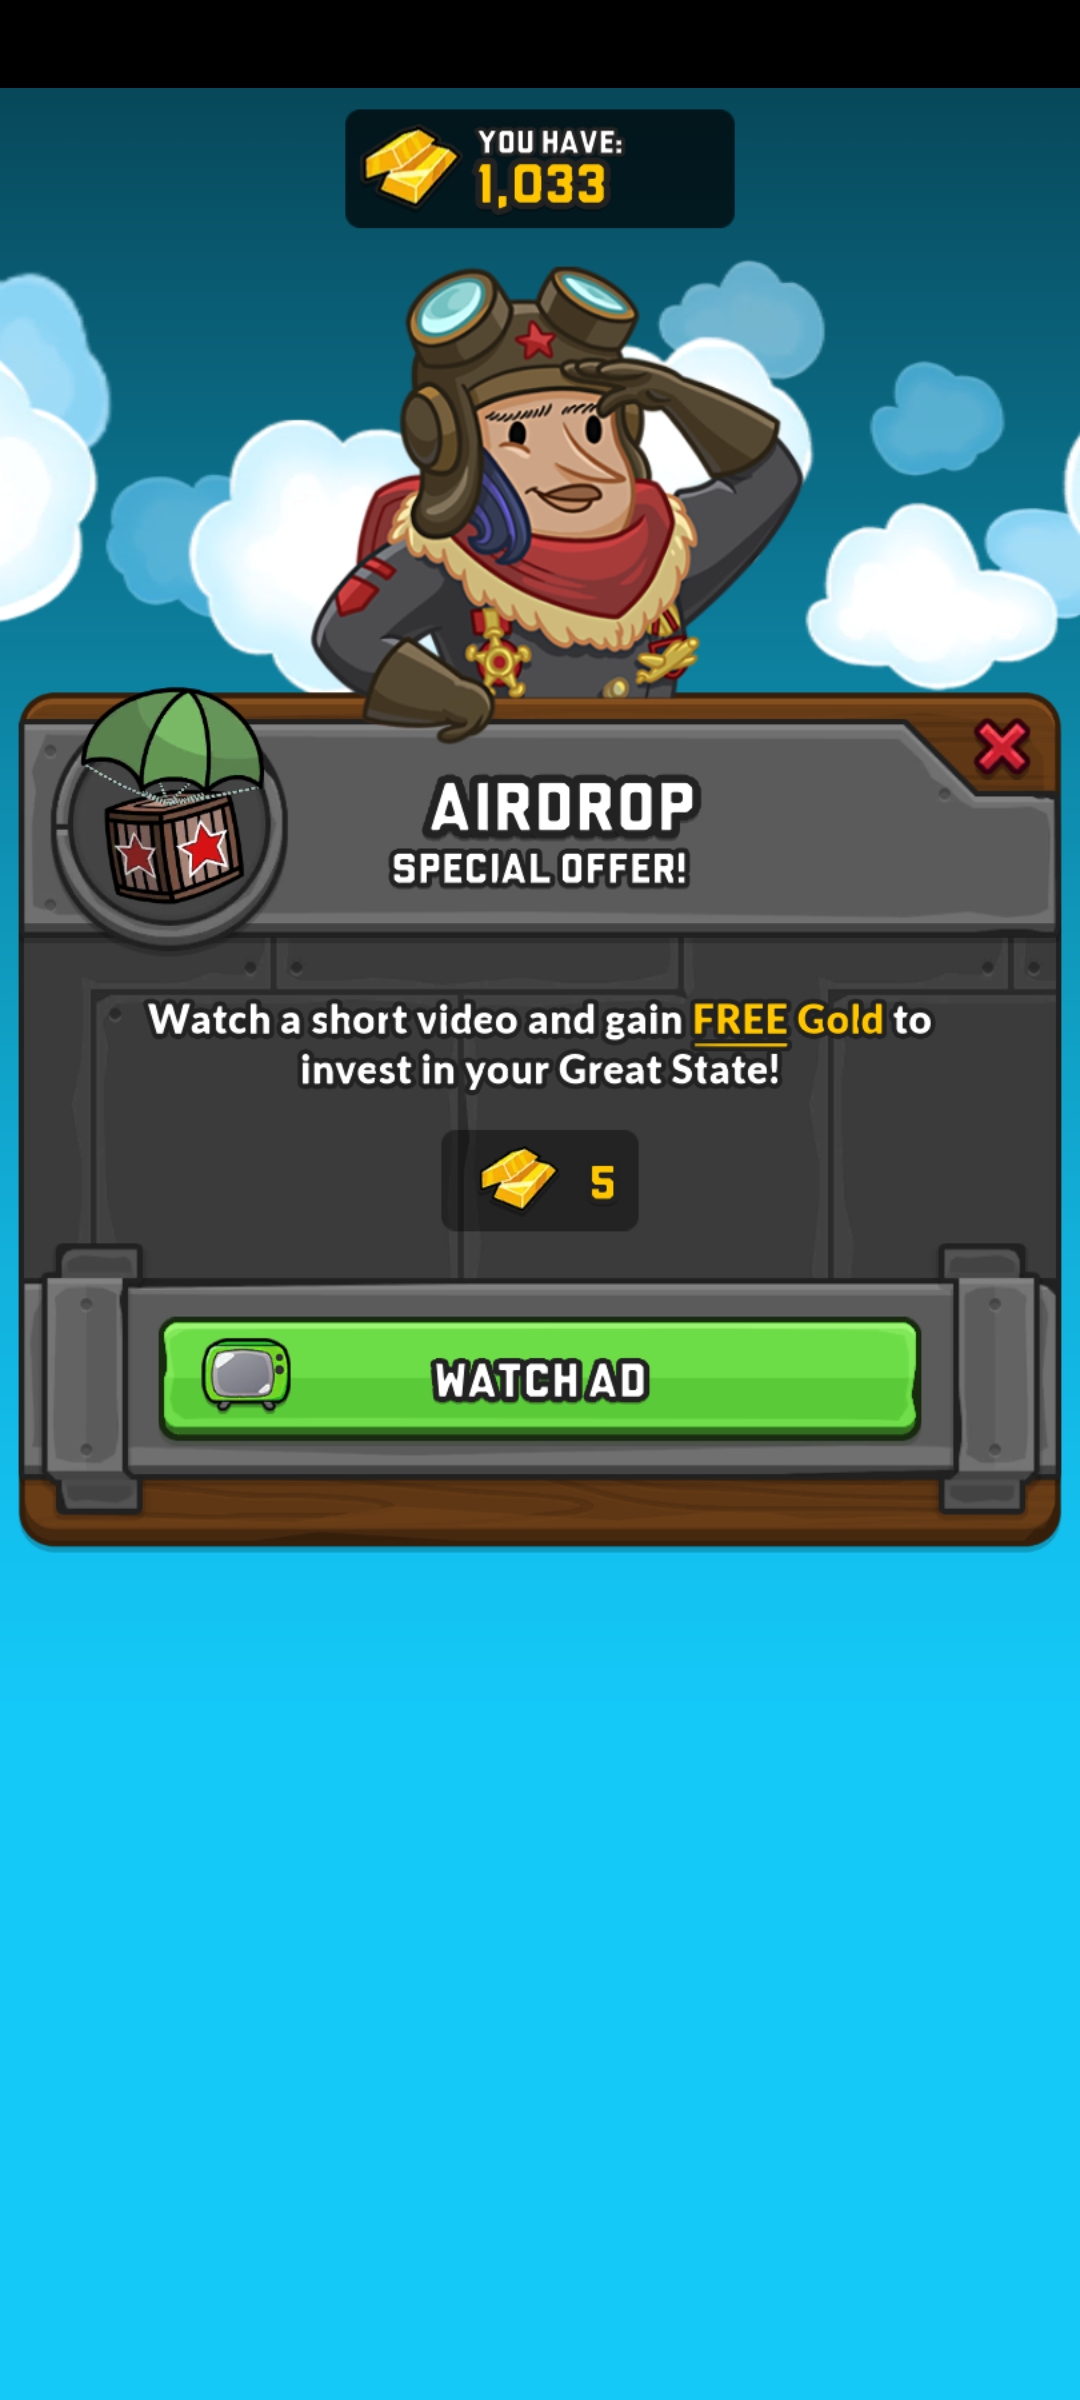 YOU HAVE:
1,033
AIRDROP
SPECIAL OFFER!
Watch a short video and gain FREE Gold to
invest in your Great State!
5
WATCH AD